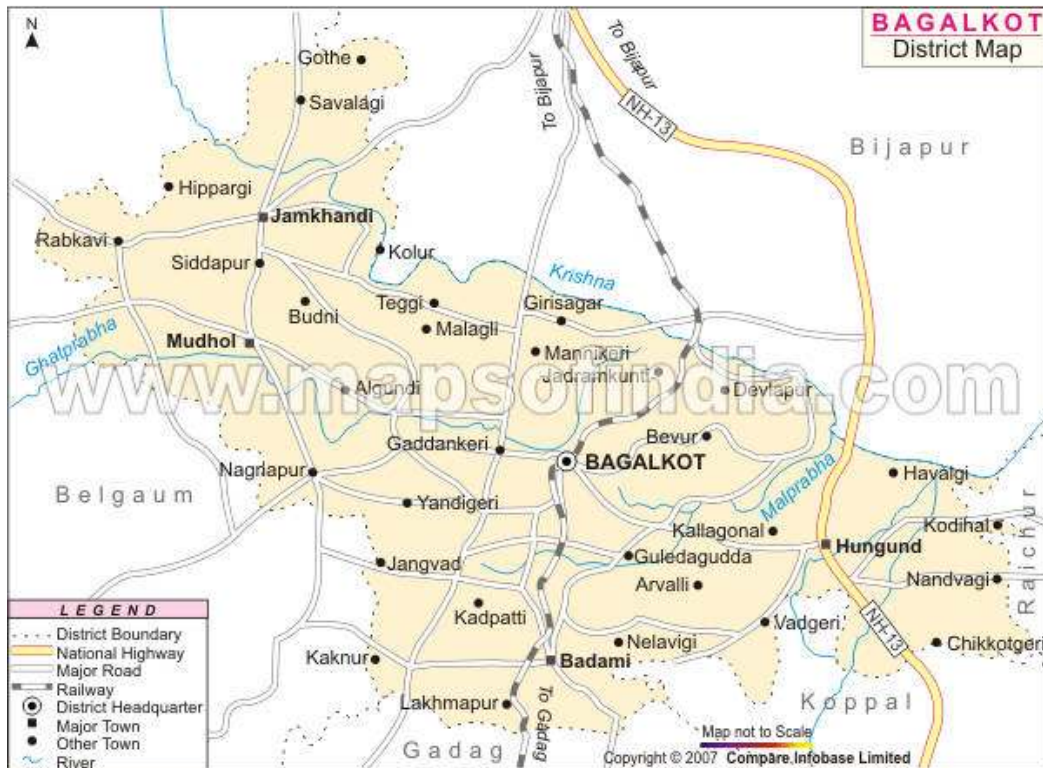 N
BAGALKOT
District Map
To Bijapur
To Bijapur
NH-13
Bijapur
Gothe
Savalagi
Hippargi
Jamkhandi
Rabkavi
Siddapur
Kolur
Krishna
Budni
Teggi
Malagli
Girisagar
Ghatprabha
Mudhol
Mannikeri
Jadramkunti
www.mapsofindia.com
Algundi
Devlapur
Gaddankeri
Bevur
BAGALKOT
Nagrlapur
Havalgi
Belgaum
Yandigeri
Malprabha
Kallagonal
Kodihal
Hungund
Raichur
Jangvad
Guledagudda
Arvalli
Nandvagi
Kadpatti
Vadgeri
NH-13
Nelavigi
Chikkotgeri
Kaknur
Badami
Lakhmapur
To Gadag
Koppal
Gadag
LEGEND
District Boundary
National Highway
Major Road
Railway
District Headquarter
Major Town
Other Town
River
Map not to Scale
Copyright © 2007 Compare Infobase Limited